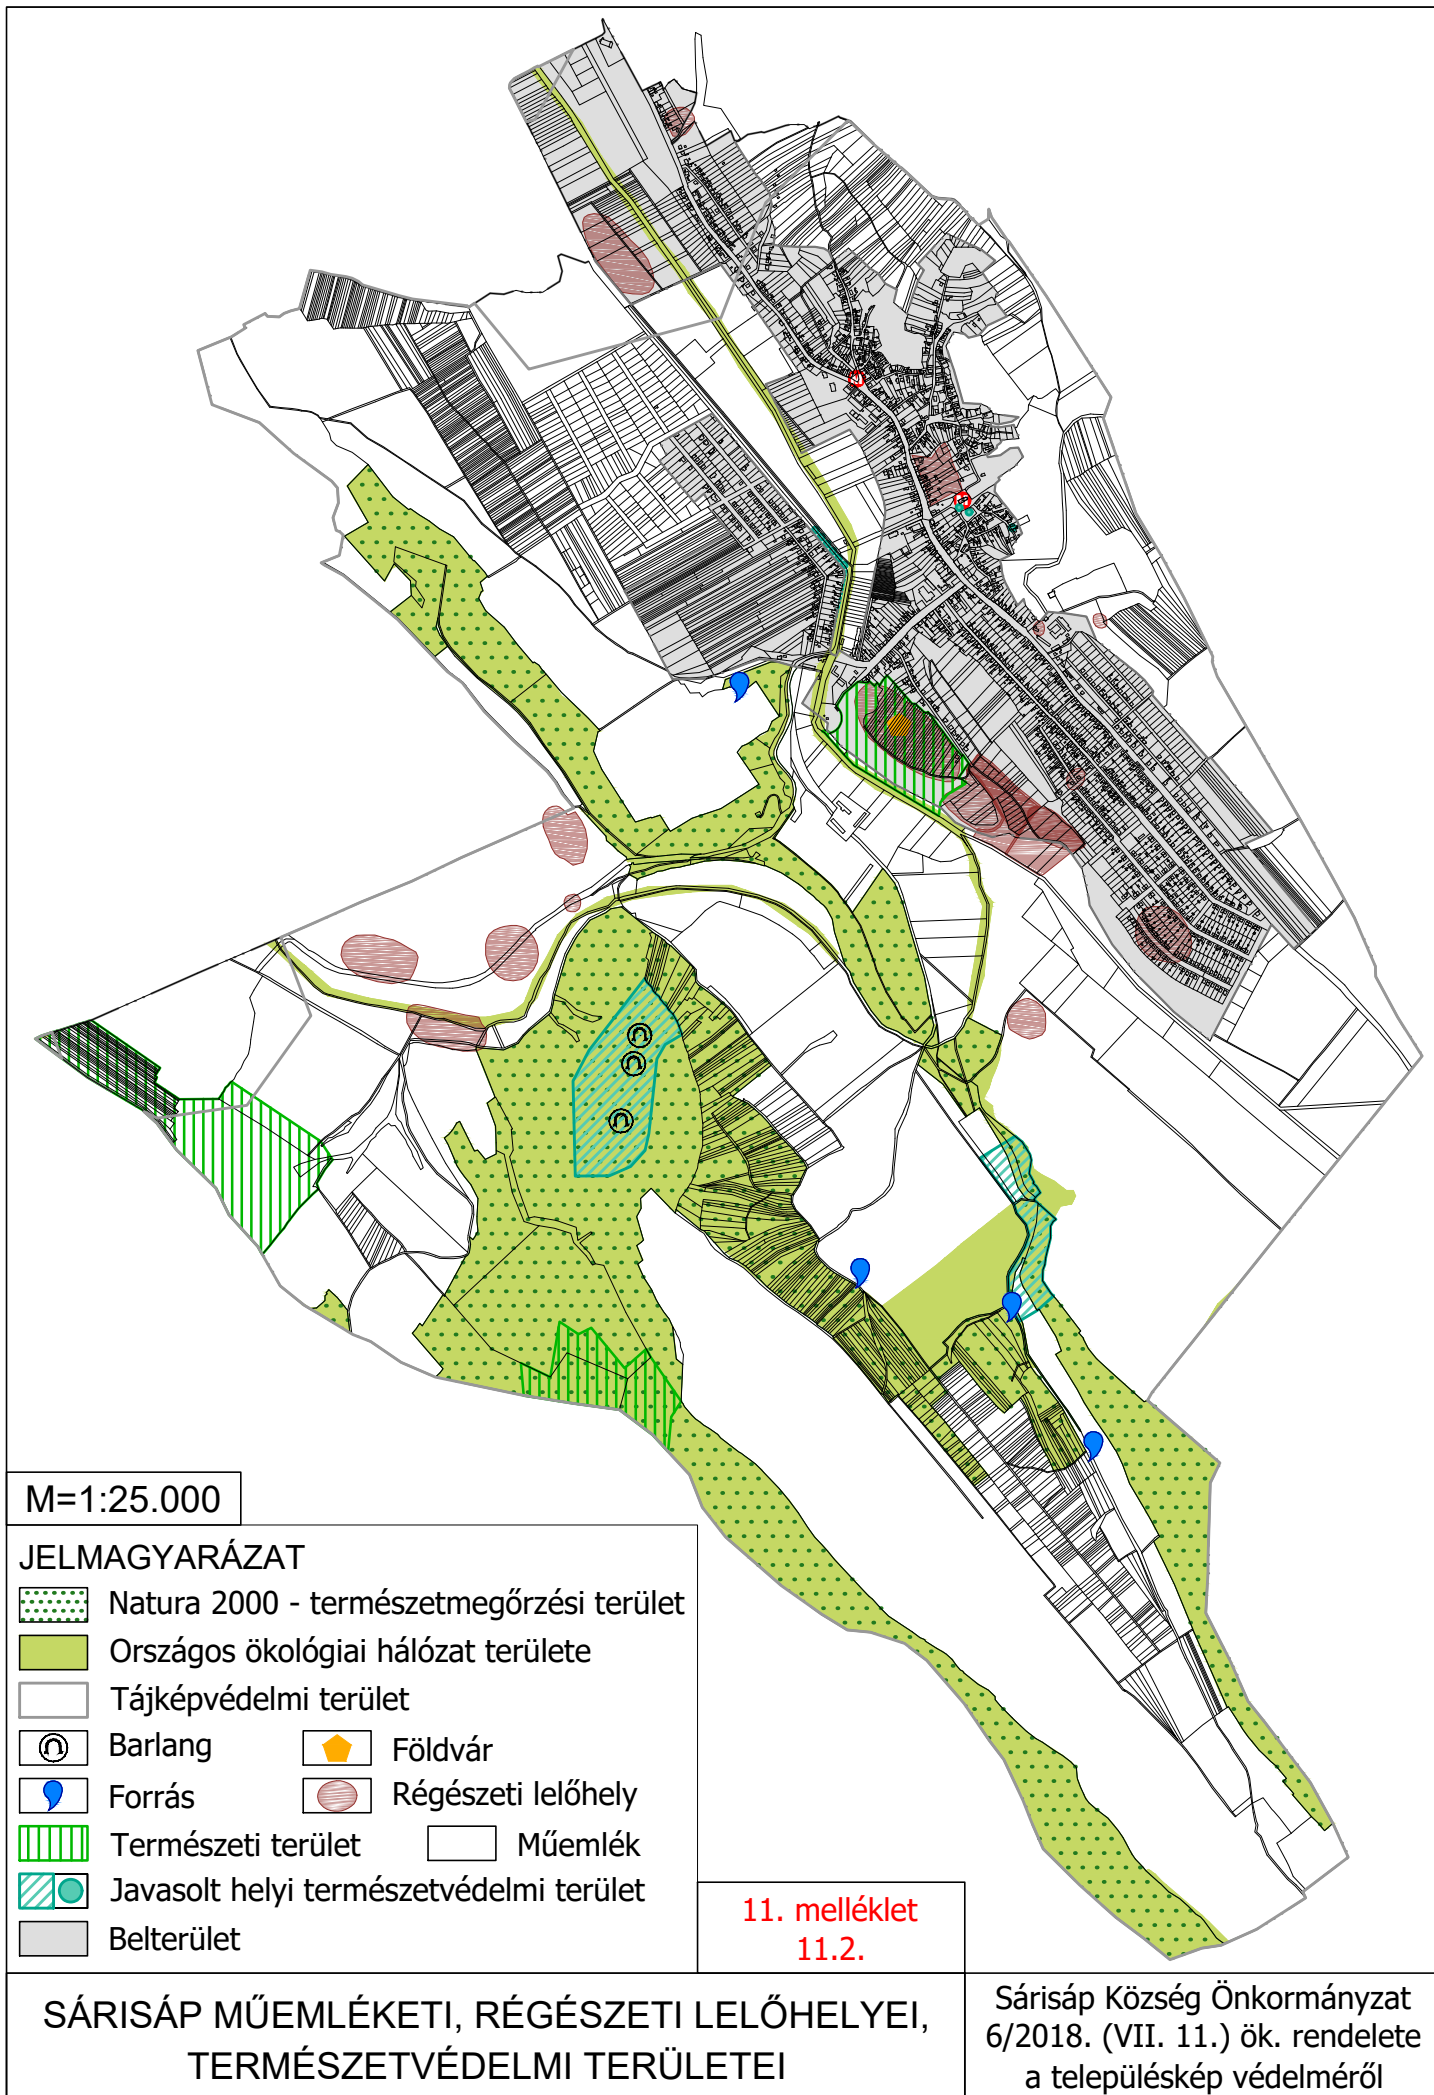 M=1:25.000
JELMAGYARÁZAT
Natura 2000 - természetmegőrzési terület
Országos ökológiai hálózat területe
Tájképvédelmi terület
Barlang
Földvár
Forrás
Régészeti lelőhely
Természeti terület
Műemlék
Javasolt helyi természetvédelmi terület
Belterület
11. melléklet
11.2.
SÁRISÁP MŰEMLÉKETI, RÉGÉSZETI LELŐHELYEI,
TERMÉSZETVÉDELMI TERÜLETEI
Sárisáp Község Önkormányzat
6/2018. (VII. 11.) ök. rendelete
a településkép védelméről